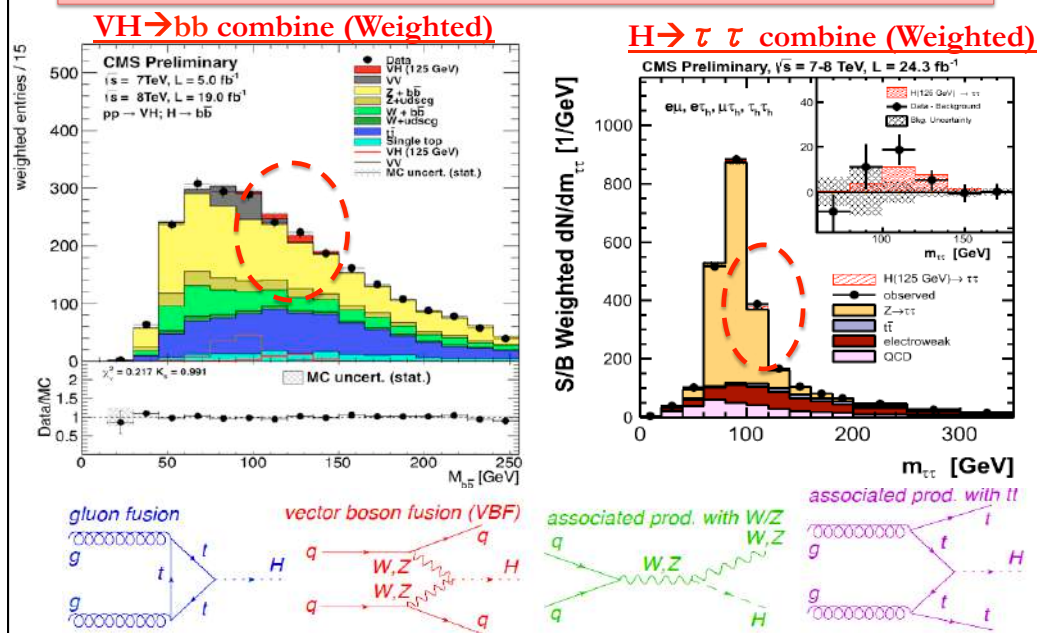 VH→bb combine (Weighted)
H→ττ combine (Weighted)
weighted entries / 15
500
400
300
200
100
0
CMS Preliminary
√s = 7TeV, L = 5.0 fb⁻¹
√s = 8TeV, L = 19.0 fb⁻¹
pp → VH; H → bb̄
Data
VH (125 GeV)
VV
Z + bb̄
Z+udscg
W + bb̄
W+udscg
tt̄
Single top
VH (125 GeV)
VV
MC uncert. (stat.)
Data/MC
2
1.5
1
0.5
χ²ᵥ = 0.217 Kₛ = 0.991
MC uncert. (stat.)
0 50 100 150 200 250
M_bb̄ [GeV]
CMS Preliminary, √s = 7-8 TeV, L = 24.3 fb⁻¹
S/B Weighted dN/dm_ττ [1/GeV]
1000
800
600
400
200
0
eμ, eτ_h, μτ_h, τ_hτ_h
H(125 GeV)→ ττ
Data - Background
Bkg. Uncertainty
40
20
0
-20
100 150
m_ττ [GeV]
H(125 GeV)→ ττ
observed
Z→ττ
tt̄
electroweak
QCD
0 100 200 300
m_ττ [GeV]
gluon fusion
g
g
t
t
t
H
vector boson fusion (VBF)
q
q
W,Z
W,Z
q
q
H
associated prod. with W/Z
q
q
W,Z
W,Z
H
associated prod. with tt
g
g
t
t
t
t
H